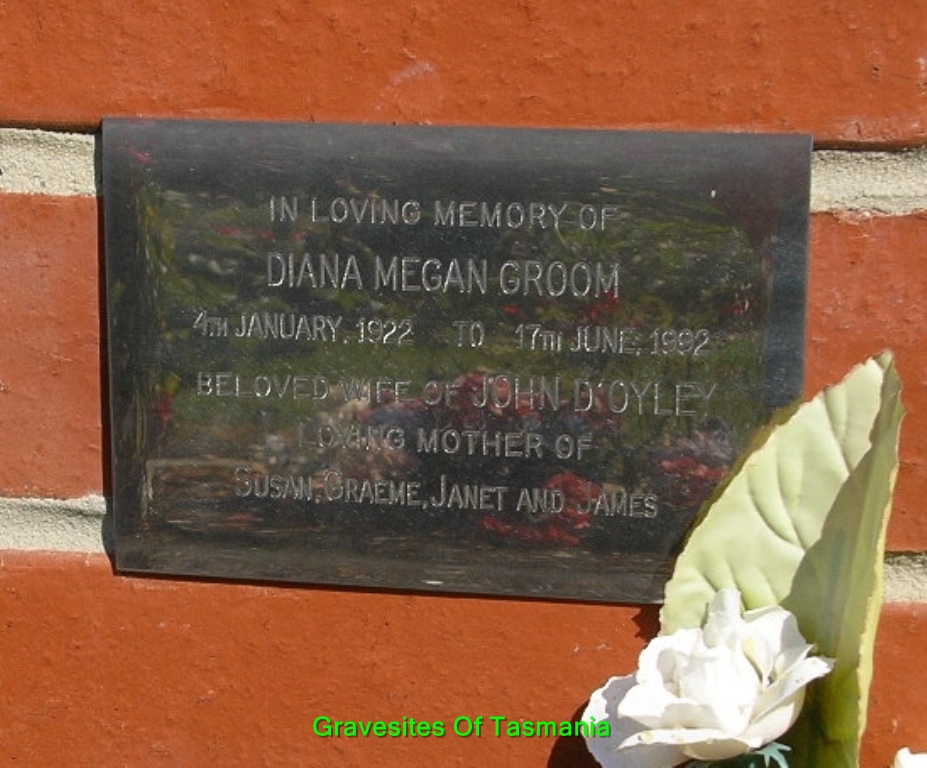 IN LOVING MEMORY OF
DIANA MEGAN GROOM
4TH JANUARY, 1922 TO 17TH JUNE, 1992
BELOVED WIFE OF JOHN D'OYLEY
LOVING MOTHER OF
SUSAN, GRAEME, JANET AND JAMES
Gravesites Of Tasmania